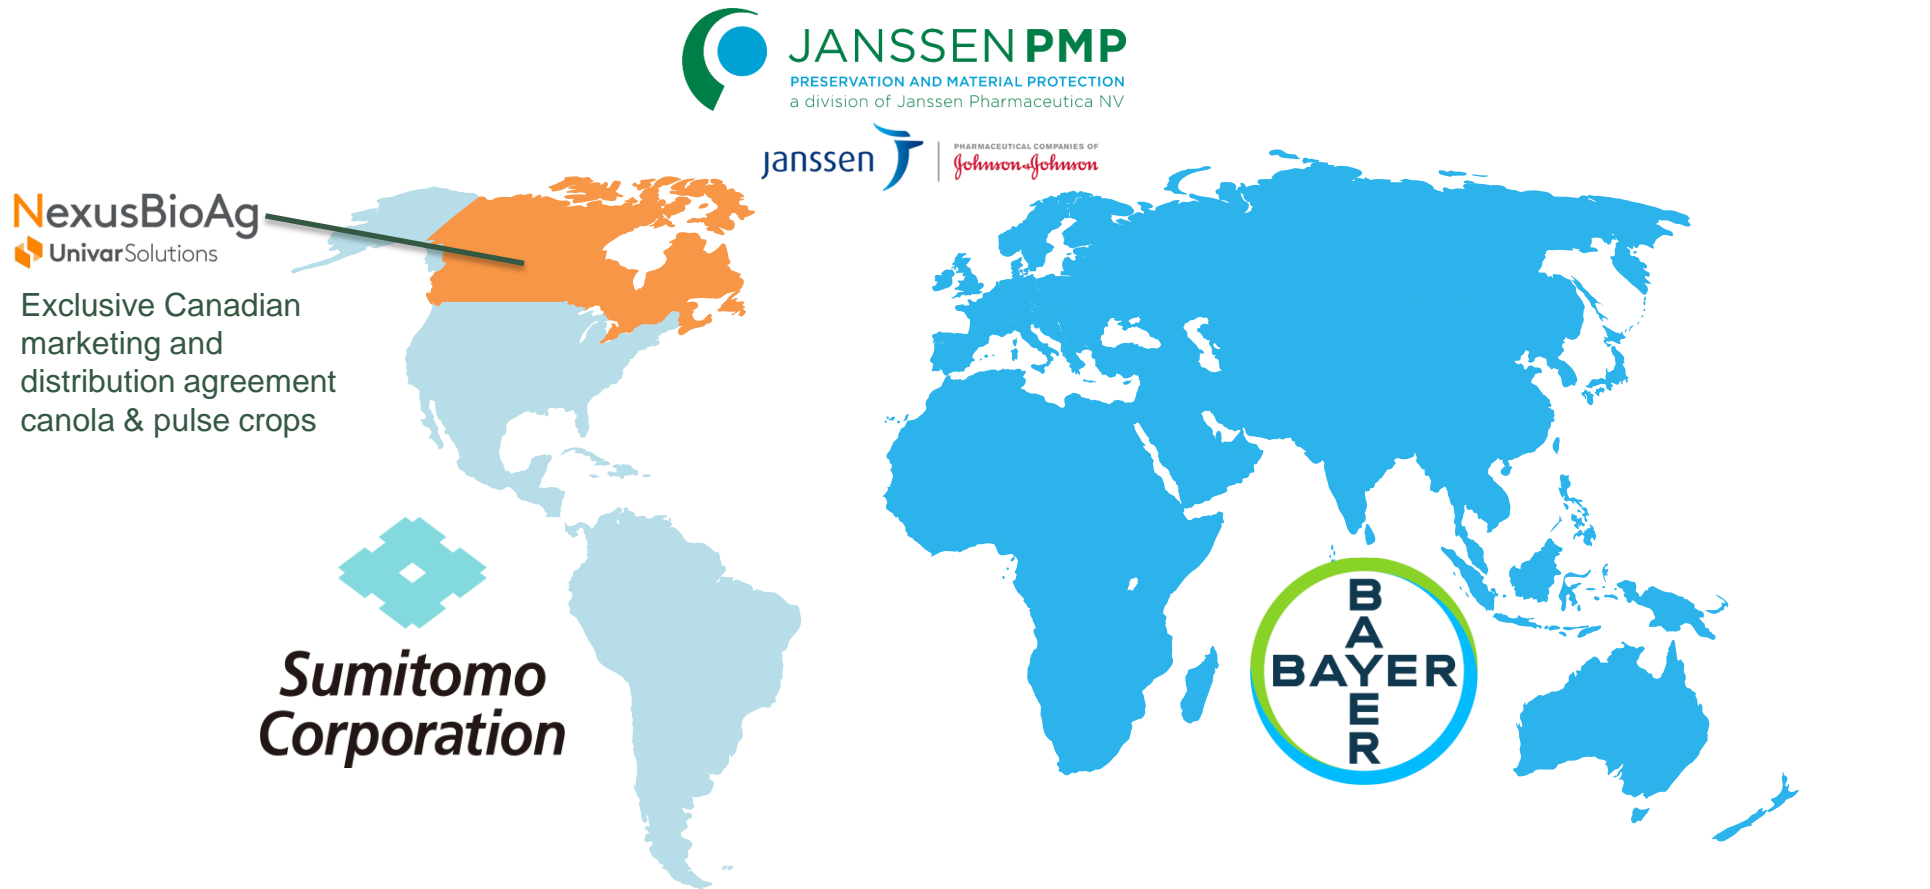 JANSSEN PMP
PRESERVATION AND MATERIAL PROTECTION
a division of Janssen Pharmaceutica NV
janssen
PHARMACEUTICAL COMPANIES OF
Johnson & Johnson
NexusBioAg
Univar Solutions
Exclusive Canadian
marketing and
distribution agreement
canola & pulse crops
Sumitomo
Corporation
BAYER
BAYER